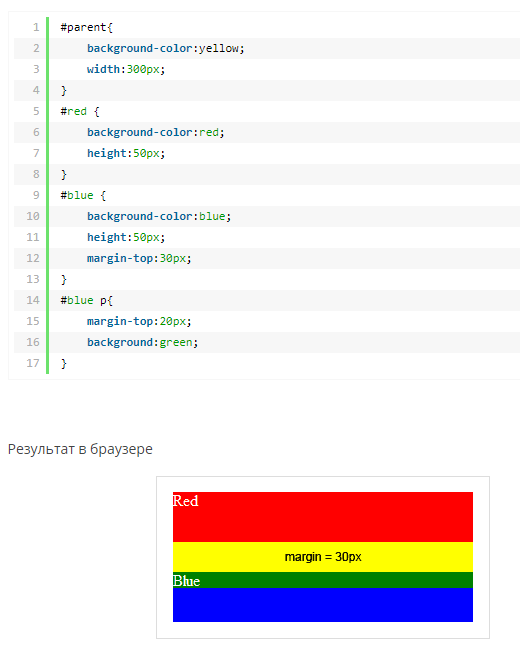 1 #parent{
2 background-color:yellow;
3 width:300px;
4 }
5 #red {
6 background-color:red;
7 height:50px;
8 }
9 #blue {
10 background-color:blue;
11 height:50px;
12 margin-top:30px;
13 }
14 #blue p{
15 margin-top:20px;
16 background:green;
17 }
Результат в браузере
Red
margin = 30px
Blue